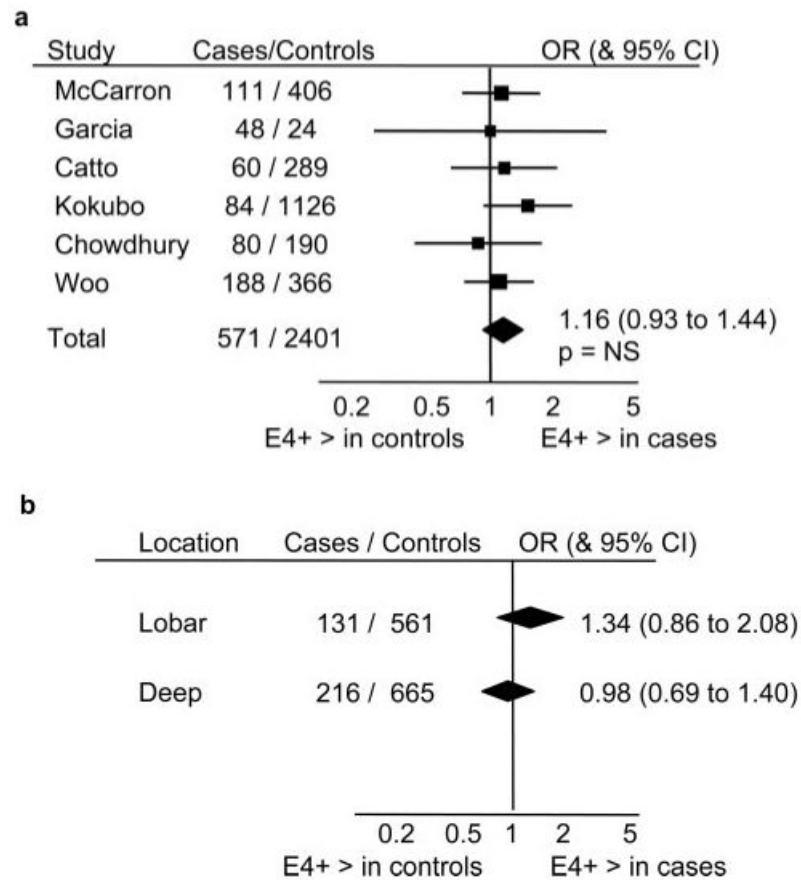 a
Study Cases/Controls OR (& 95% CI)
McCarron 111 / 406
Garcia 48 / 24
Catto 60 / 289
Kokubo 84 / 1126
Chowdhury 80 / 190
Woo 188 / 366
Total 571 / 2401 1.16 (0.93 to 1.44)
p = NS
0.2 0.5 1 2 5
E4+ > in controls E4+ > in cases
b
Location Cases / Controls OR (& 95% CI)
Lobar 131 / 561 1.34 (0.86 to 2.08)
Deep 216 / 665 0.98 (0.69 to 1.40)
0.2 0.5 1 2 5
E4+ > in controls E4+ > in cases